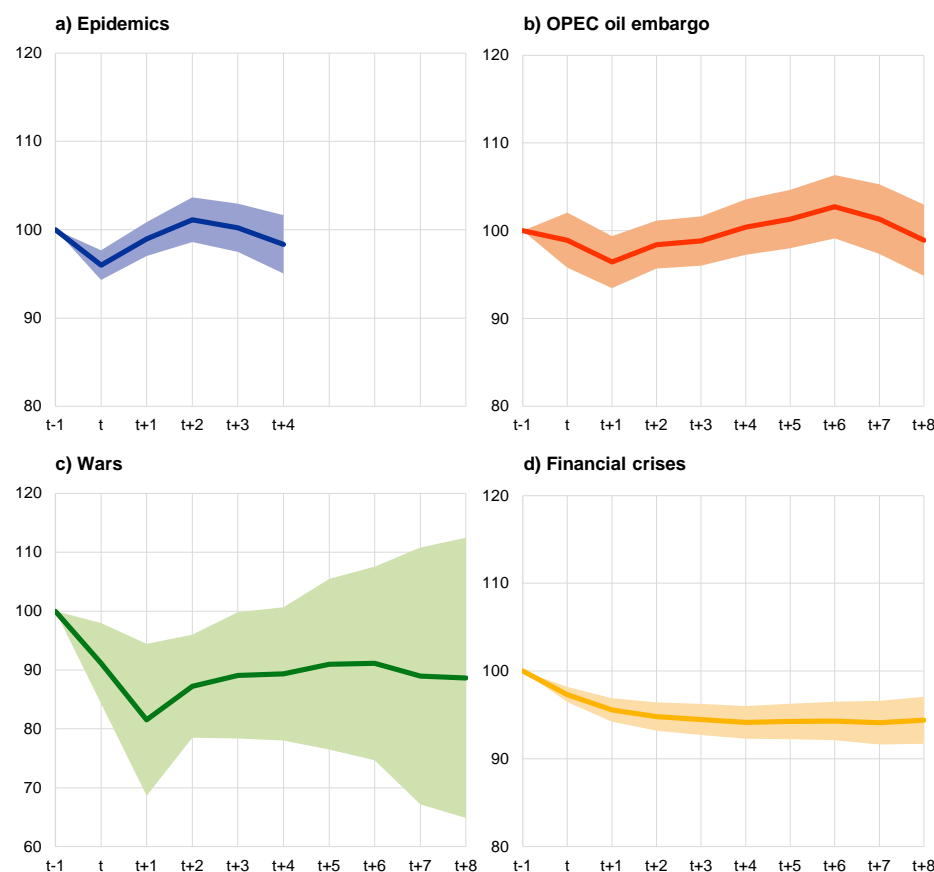 a) Epidemics
120
110
100
90
80
t-1 t t+1 t+2 t+3 t+4
b) OPEC oil embargo
120
110
100
90
80
t-1 t t+1 t+2 t+3 t+4 t+5 t+6 t+7 t+8
c) Wars
120
110
100
90
80
70
60
t-1 t t+1 t+2 t+3 t+4 t+5 t+6 t+7 t+8
d) Financial crises
120
110
100
90
80
t-1 t t+1 t+2 t+3 t+4 t+5 t+6 t+7 t+8